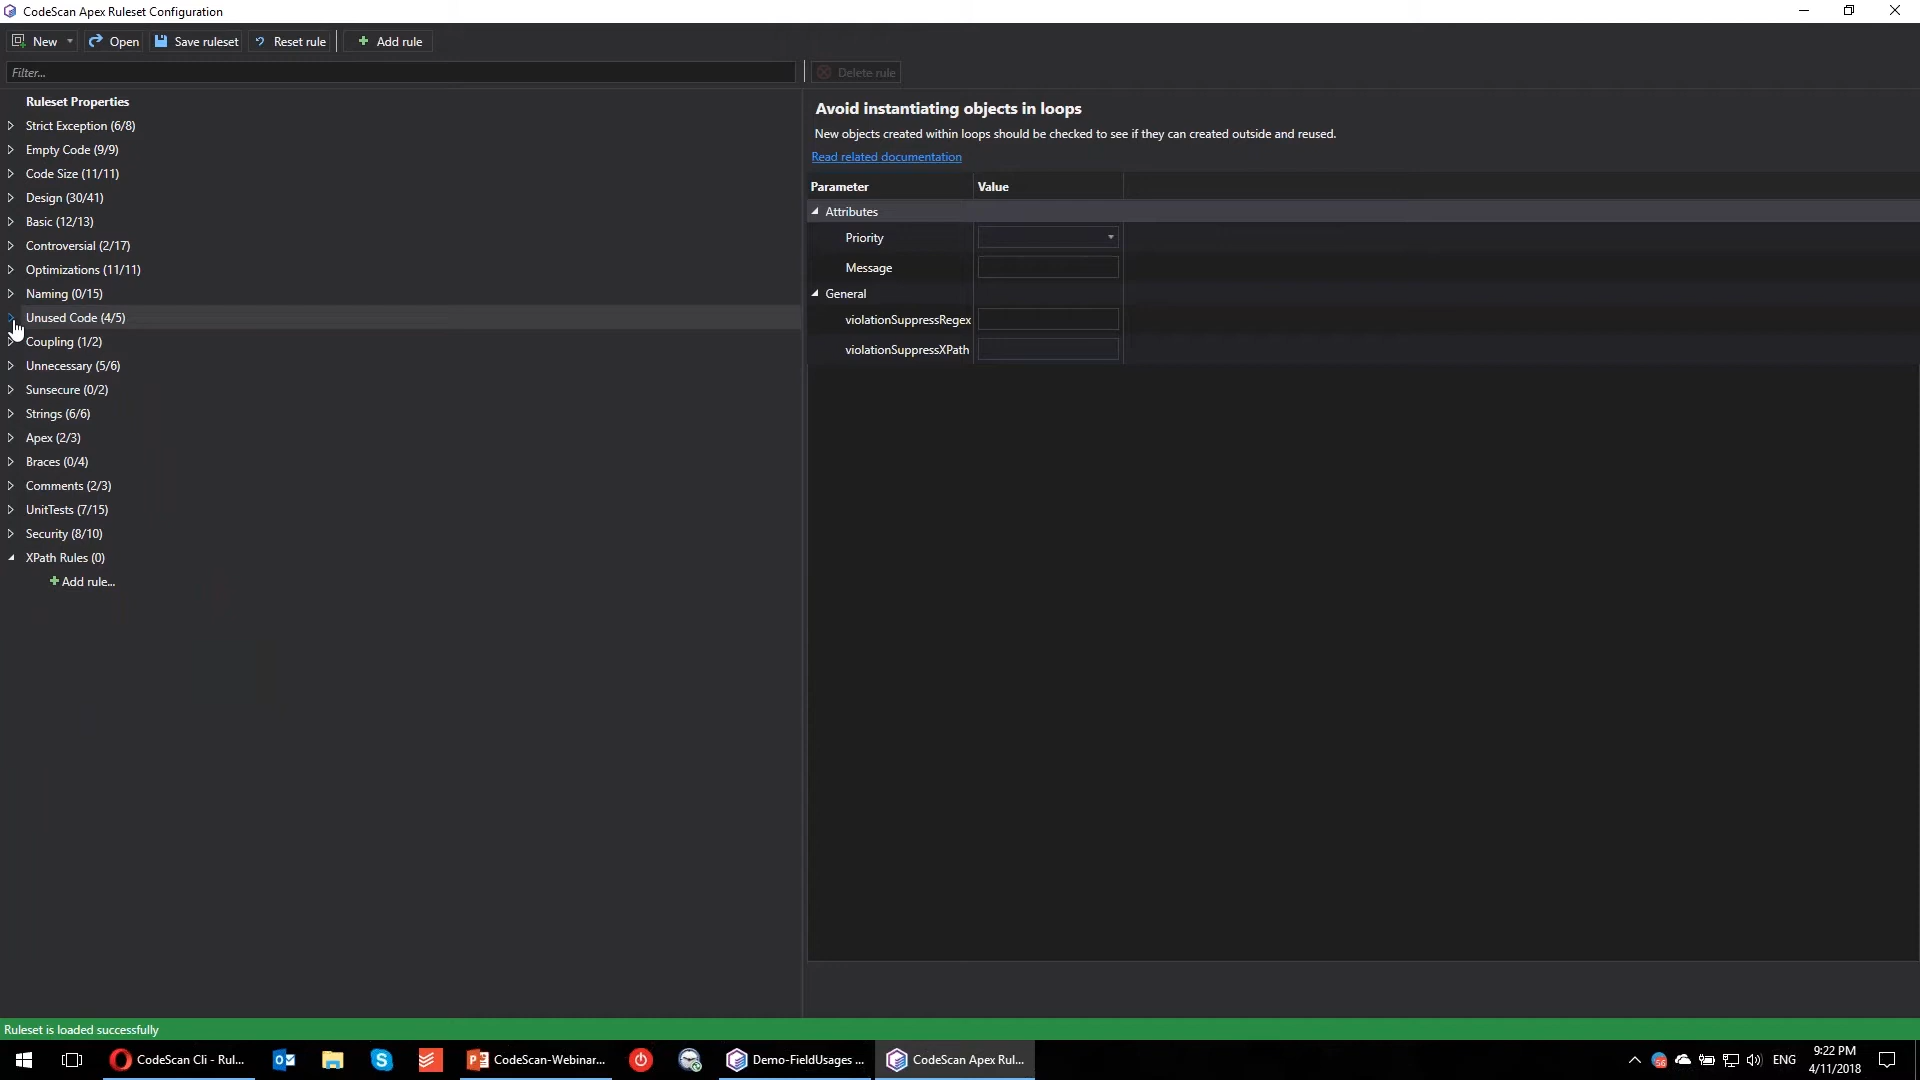 CodeScan Apex Ruleset Configuration
New Open Save ruleset Reset rule Add rule
Filter...
Delete rule
Ruleset Properties
Strict Exception (6/8)
Empty Code (9/9)
Code Size (11/11)
Design (30/41)
Basic (12/13)
Controversial (2/17)
Optimizations (11/11)
Naming (0/15)
Unused Code (4/5)
Coupling (1/2)
Unnecessary (5/6)
Sunsecure (0/2)
Strings (6/6)
Apex (2/3)
Braces (0/4)
Comments (2/3)
UnitTests (7/15)
Security (8/10)
XPath Rules (0)
Add rule...
Avoid instantiating objects in loops
New objects created within loops should be checked to see if they can created outside and reused.
Read related documentation
Parameter Value
Attributes
Priority
Message
General
violationSuppressRegex
violationSuppressXPath
Ruleset is loaded successfully
CodeScan Cli - Rul...
CodeScan-Webinar...
Demo-FieldUsages ...
CodeScan Apex Rul...
56
ENG
9:22 PM
4/11/2018